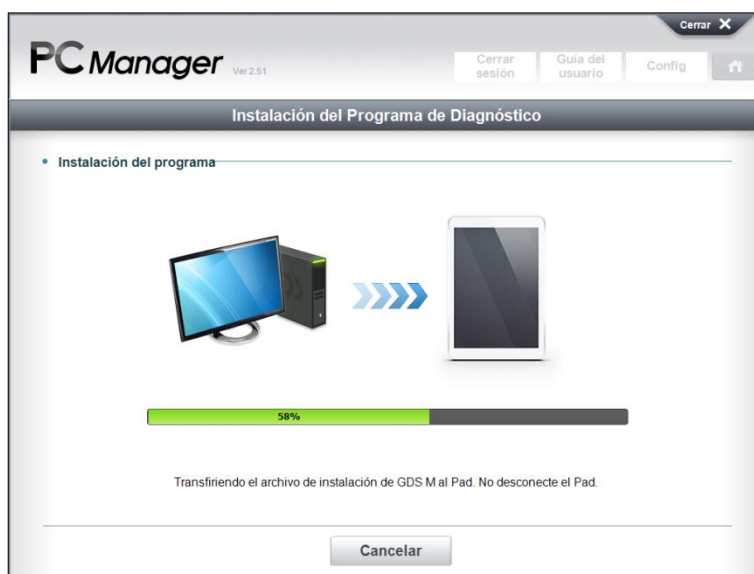 Cerrar X
PC Manager Ver 2.51
Cerrar sesión
Guía del usuario
Config
Instalación del Programa de Diagnóstico
Instalación del programa
58%
Transfiriendo el archivo de instalación de GDS M al Pad. No desconecte el Pad.
Cancelar